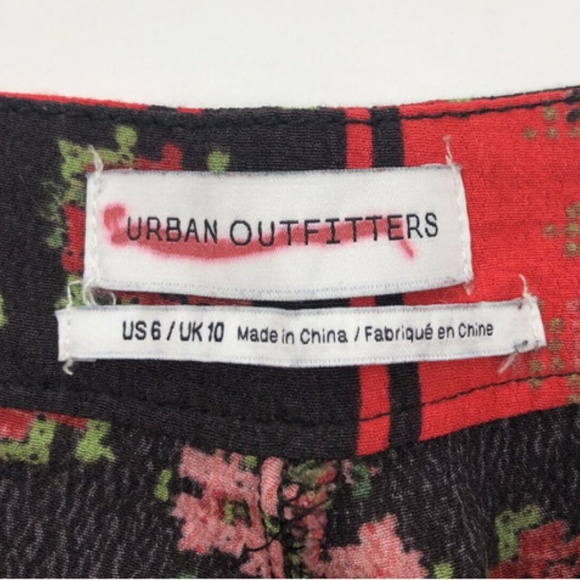 URBAN OUTFITTERS
US 6 / UK 10 Made in China / Fabriqué en Chine